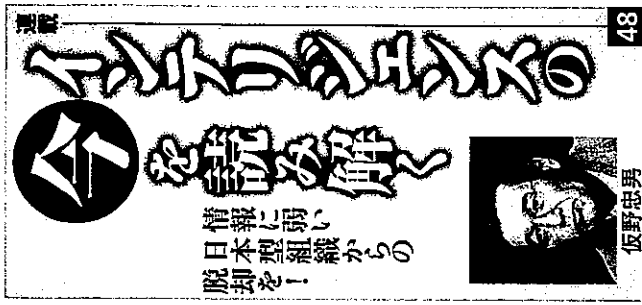 連載
インテリジェンスの
今を読み解く
情報に弱い
日本型組織からの
脱却を!
仮野忠男
48